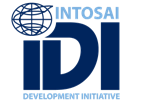 INTOSAI
IDI
DEVELOPMENT INITIATIVE